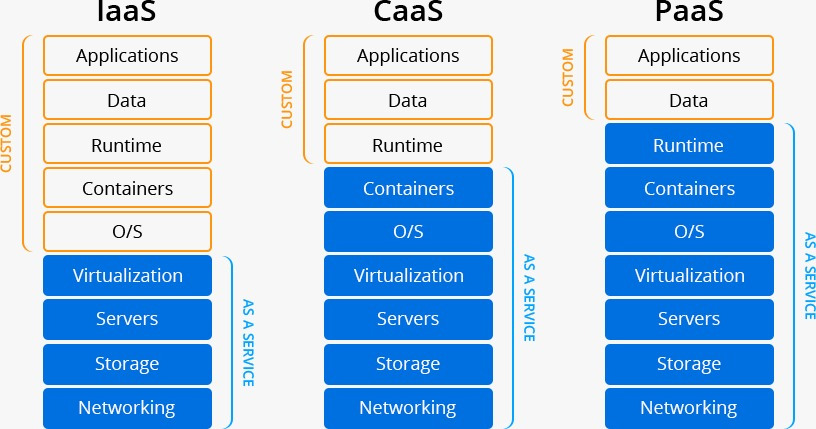 IaaS
CUSTOM
Applications
Data
Runtime
Containers
O/S
Virtualization
Servers
Storage
Networking
AS A SERVICE
CaaS
CUSTOM
Applications
Data
Runtime
Containers
O/S
Virtualization
Servers
Storage
Networking
AS A SERVICE
PaaS
CUSTOM
Applications
Data
Runtime
Containers
O/S
Virtualization
Servers
Storage
Networking
AS A SERVICE